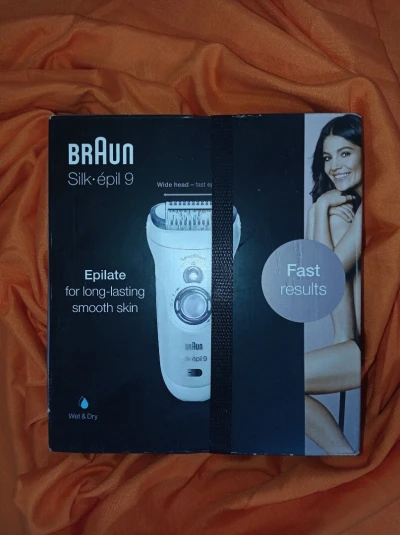 BRAUN
Silk·épil 9
Wide head – fast
Epilate
for long-lasting
smooth skin
Fast
results
BRAUN
épil 9
Wet & Dry